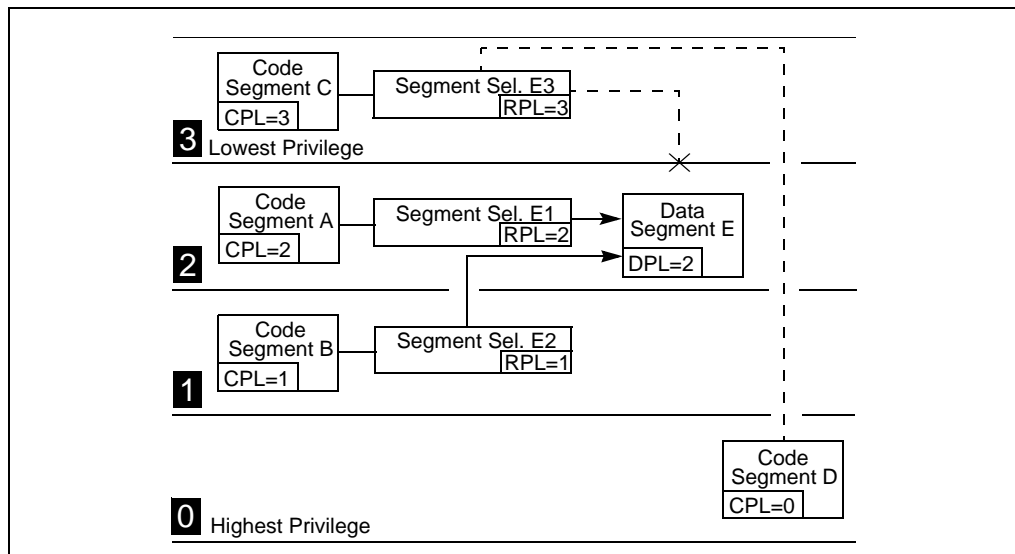 Code
Segment C
CPL=3
Segment Sel. E3
RPL=3
3 Lowest Privilege
Code
Segment A
CPL=2
Segment Sel. E1
RPL=2
Data
Segment E
DPL=2
2
Code
Segment B
CPL=1
Segment Sel. E2
RPL=1
1
Code
Segment D
CPL=0
0 Highest Privilege